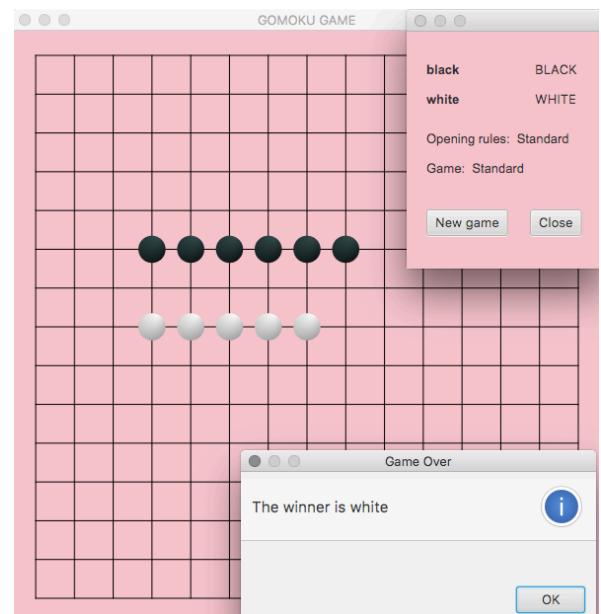 GOMOKU GAME
black BLACK
white WHITE
Opening rules: Standard
Game: Standard
New game Close
Game Over
The winner is white
i
OK